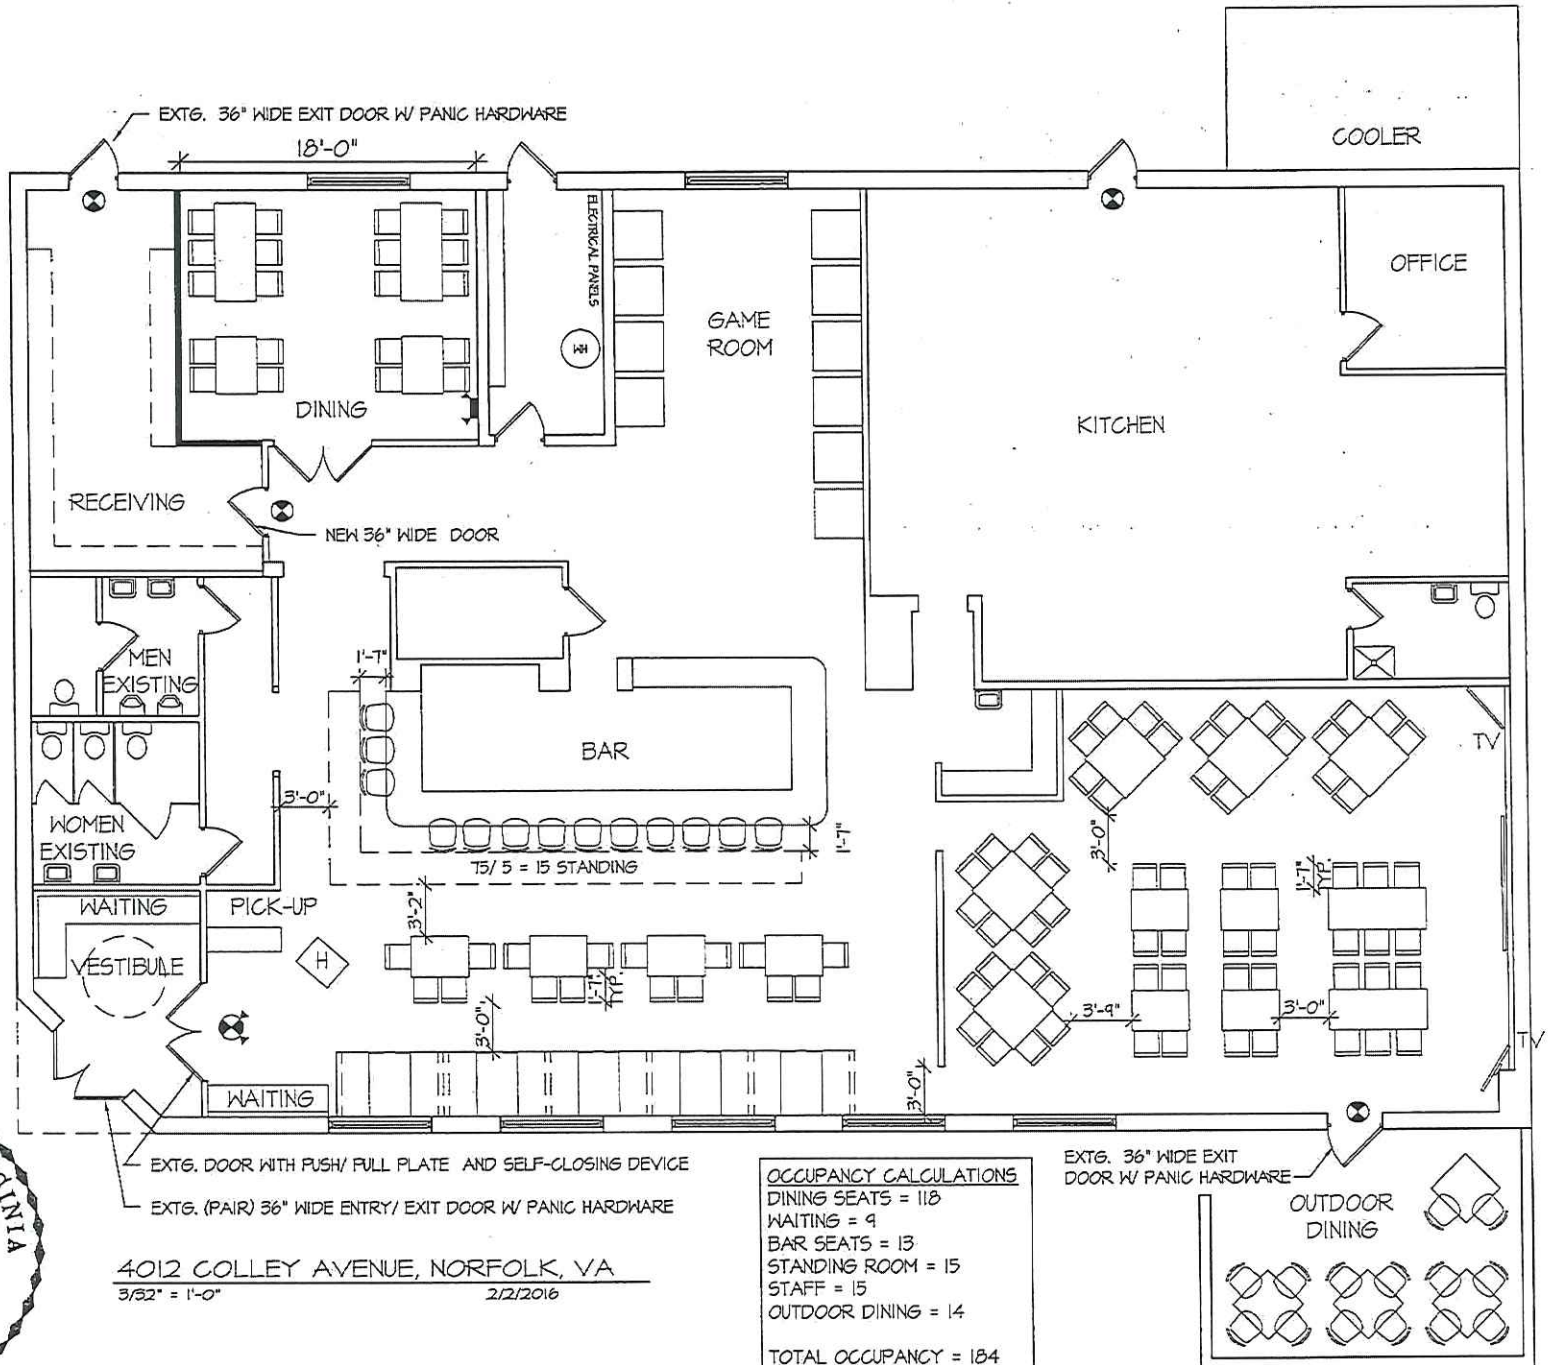 EXTG. 36" WIDE EXIT DOOR W/ PANIC HARDWARE
18'-0"
COOLER
ELECTRICAL PANELS
OFFICE
GAME
ROOM
HW
DINING
KITCHEN
RECEIVING
NEW 36" WIDE DOOR
MEN
EXISTING
1'-7"
BAR
TV
3'-0"
WOMEN
EXISTING
1'-7"
3'-0"
75/ 5 = 15 STANDING
1'-7"
TYP.
WAITING
PICK-UP
3'-2"
VESTIBULE
H
1'-7"
TYP.
3'-0"
3'-9"
3'-0"
TV
3'-0"
WAITING
EXTG. DOOR WITH PUSH/ PULL PLATE AND SELF-CLOSING DEVICE
EXTG. (PAIR) 36" WIDE ENTRY/ EXIT DOOR W/ PANIC HARDWARE
EXTG. 36" WIDE EXIT
DOOR W/ PANIC HARDWARE
OUTDOOR
DINING
4012 COLLEY AVENUE, NORFOLK, VA
3/32" = 1'-0" 2/2/2016
OCCUPANCY CALCULATIONS
DINING SEATS = 118
WAITING = 9
BAR SEATS = 13
STANDING ROOM = 15
STAFF = 15
OUTDOOR DINING = 14
TOTAL OCCUPANCY = 184